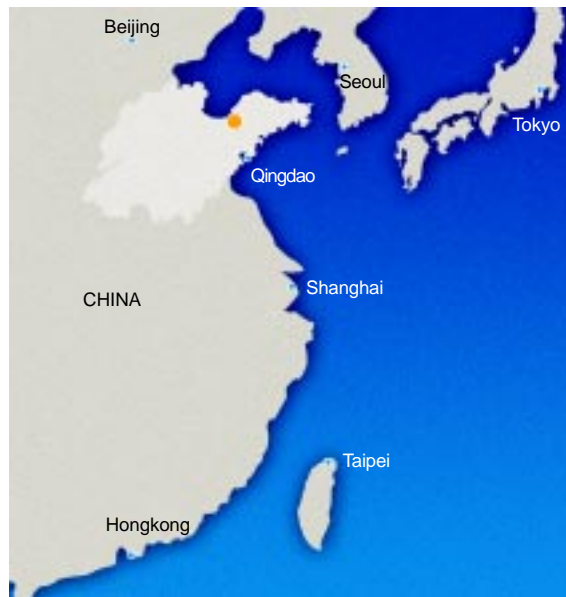 Beijing
Seoul
Tokyo
Qingdao
Shanghai
CHINA
Taipei
Hongkong